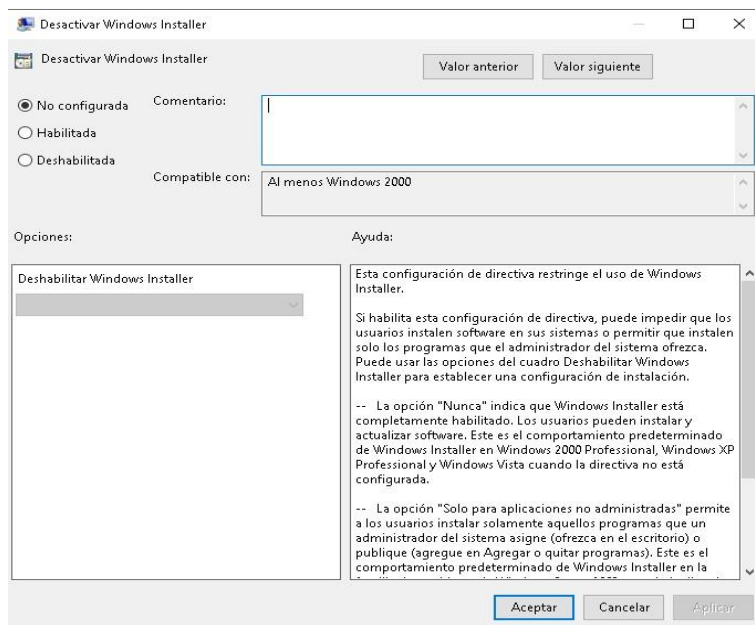 Desactivar Windows Installer
Desactivar Windows Installer
Valor anterior
Valor siguiente
No configurada
Habilitada
Deshabilitada
Comentario:
Compatible con:
Al menos Windows 2000
Opciones:
Ayuda:
Deshabilitar Windows Installer
Esta configuración de directiva restringe el uso de Windows
Installer.
Si habilita esta configuración de directiva, puede impedir que los
usuarios instalen software en sus sistemas o permitir que instalen
solo los programas que el administrador del sistema ofrezca.
Puede usar las opciones del cuadro Deshabilitar Windows
Installer para establecer una configuración de instalación.
-- La opción "Nunca" indica que Windows Installer está
completamente habilitado. Los usuarios pueden instalar y
actualizar software. Este es el comportamiento predeterminado
de Windows Installer en Windows 2000 Professional, Windows XP
Professional y Windows Vista cuando la directiva no está
configurada.
-- La opción "Solo para aplicaciones no administradas" permite
a los usuarios instalar solamente aquellos programas que un
administrador del sistema asigne (ofrezca en el escritorio) o
publique (agregue en Agregar o quitar programas). Este es el
comportamiento predeterminado de Windows Installer en la
Aceptar
Cancelar
Aplicar